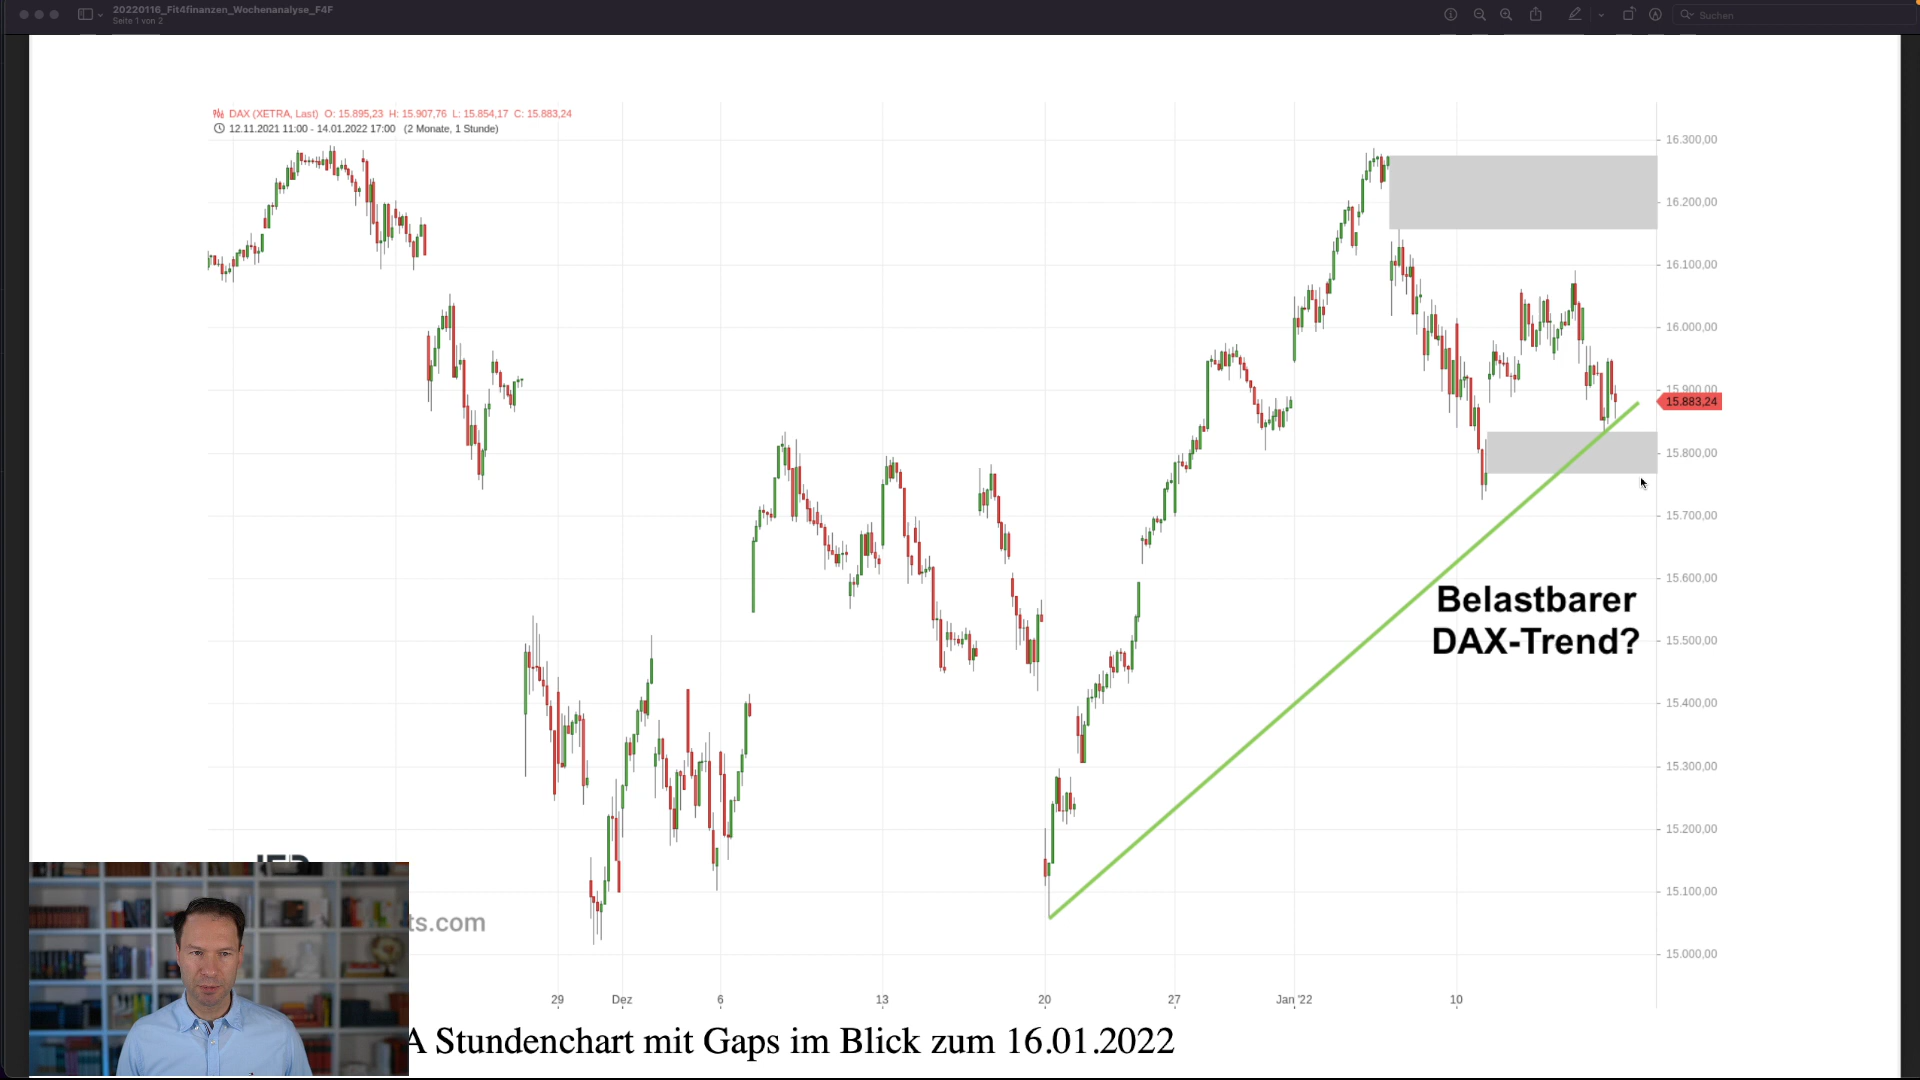 20220116_Fit4finanzen_Wochenanalyse_F4F
Seite 1 von 2
Suchen
DAX (XETRA, Last) O: 15.895,23 H: 15.907,76 L: 15.854,17 C: 15.883,24
12.11.2021 11:00 - 14.01.2022 17:00 (2 Monate, 1 Stunde)
16.300,00
16.200,00
16.100,00
16.000,00
15.900,00
15.883,24
15.800,00
15.700,00
15.600,00
15.500,00
15.400,00
15.300,00
15.200,00
15.100,00
15.000,00
Belastbarer
DAX-Trend?
ts.com
29 Dez 6 13 20 27 Jan '22 10
A Stundenchart mit Gaps im Blick zum 16.01.2022